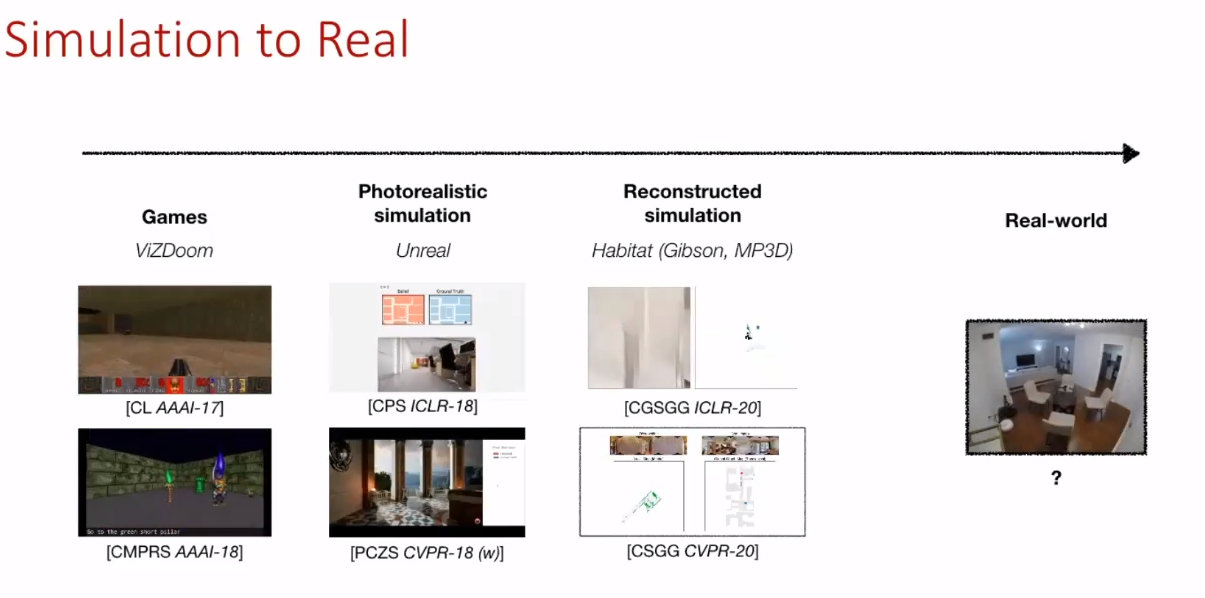 Simulation to Real
Games
ViZDoom
Photorealistic
simulation
Unreal
Reconstructed
simulation
Habitat (Gibson, MP3D)
Real-world
Belief
Ground Truth
[CL AAAI-17]
[CPS ICLR-18]
[CGSGG ICLR-20]
Go to the green short pillar
[CMPRS AAAI-18]
[PCZS CVPR-18 (w)]
[CSGG CVPR-20]
?